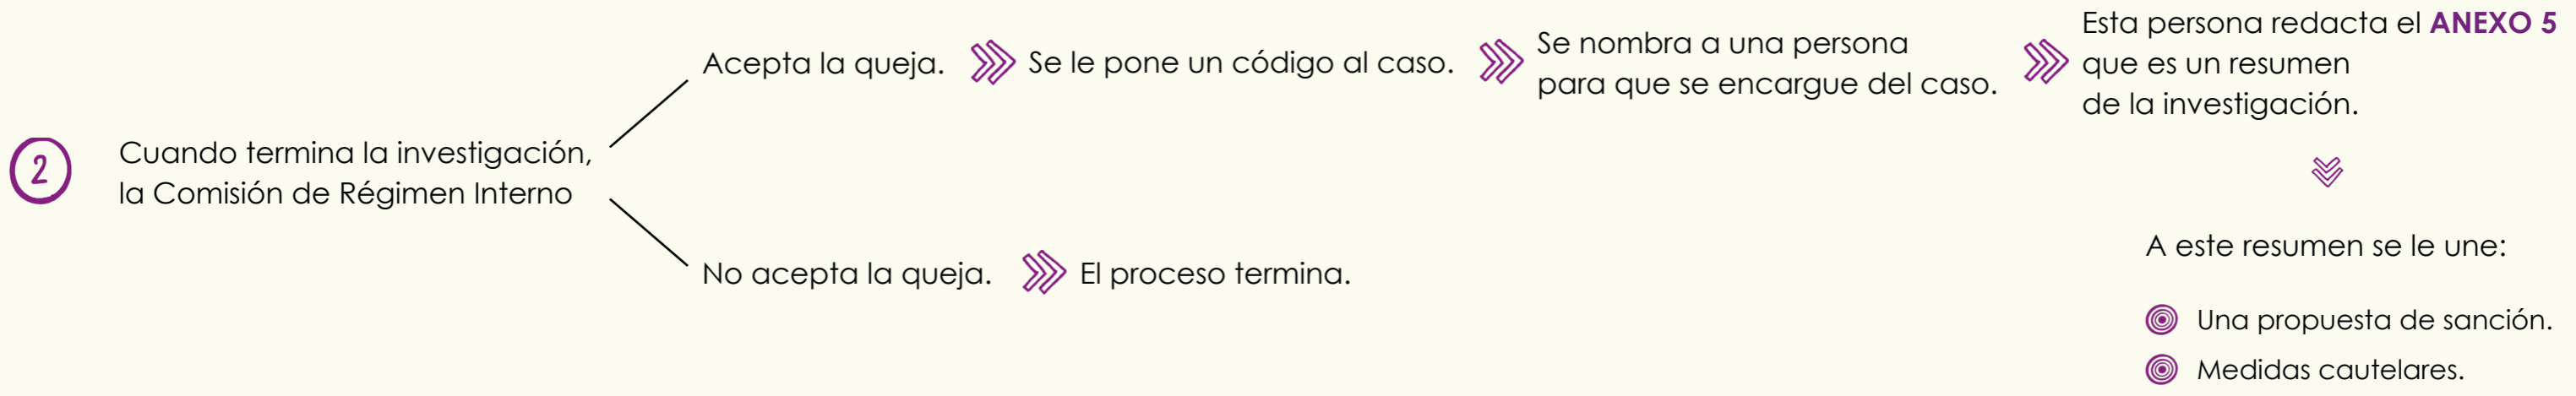 2
Cuando termina la investigación,
la Comisión de Régimen Interno
Acepta la queja.
Se le pone un código al caso.
Se nombra a una persona
para que se encargue del caso.
Esta persona redacta el ANEXO 5
que es un resumen
de la investigación.
A este resumen se le une:
Una propuesta de sanción.
Medidas cautelares.
No acepta la queja.
El proceso termina.